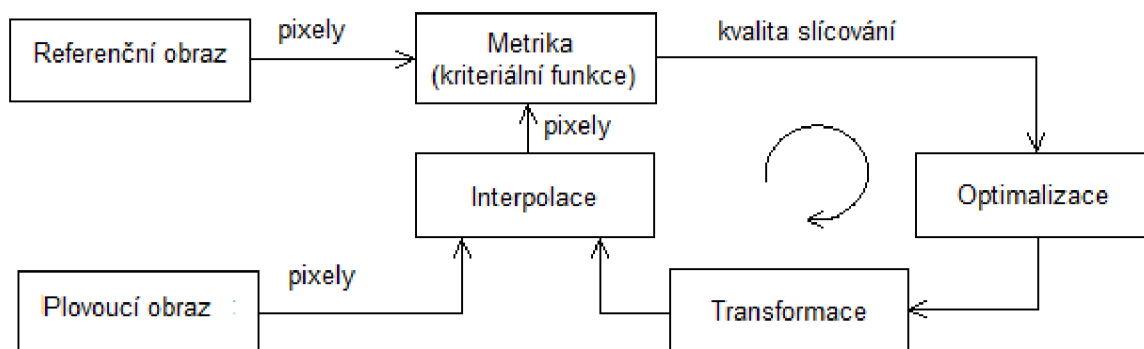 Referenční obraz
pixely
Metrika
(kriteriální funkce)
kvalita slícování
pixely
Interpolace
Optimalizace
pixely
Plovoucí obraz
Transformace